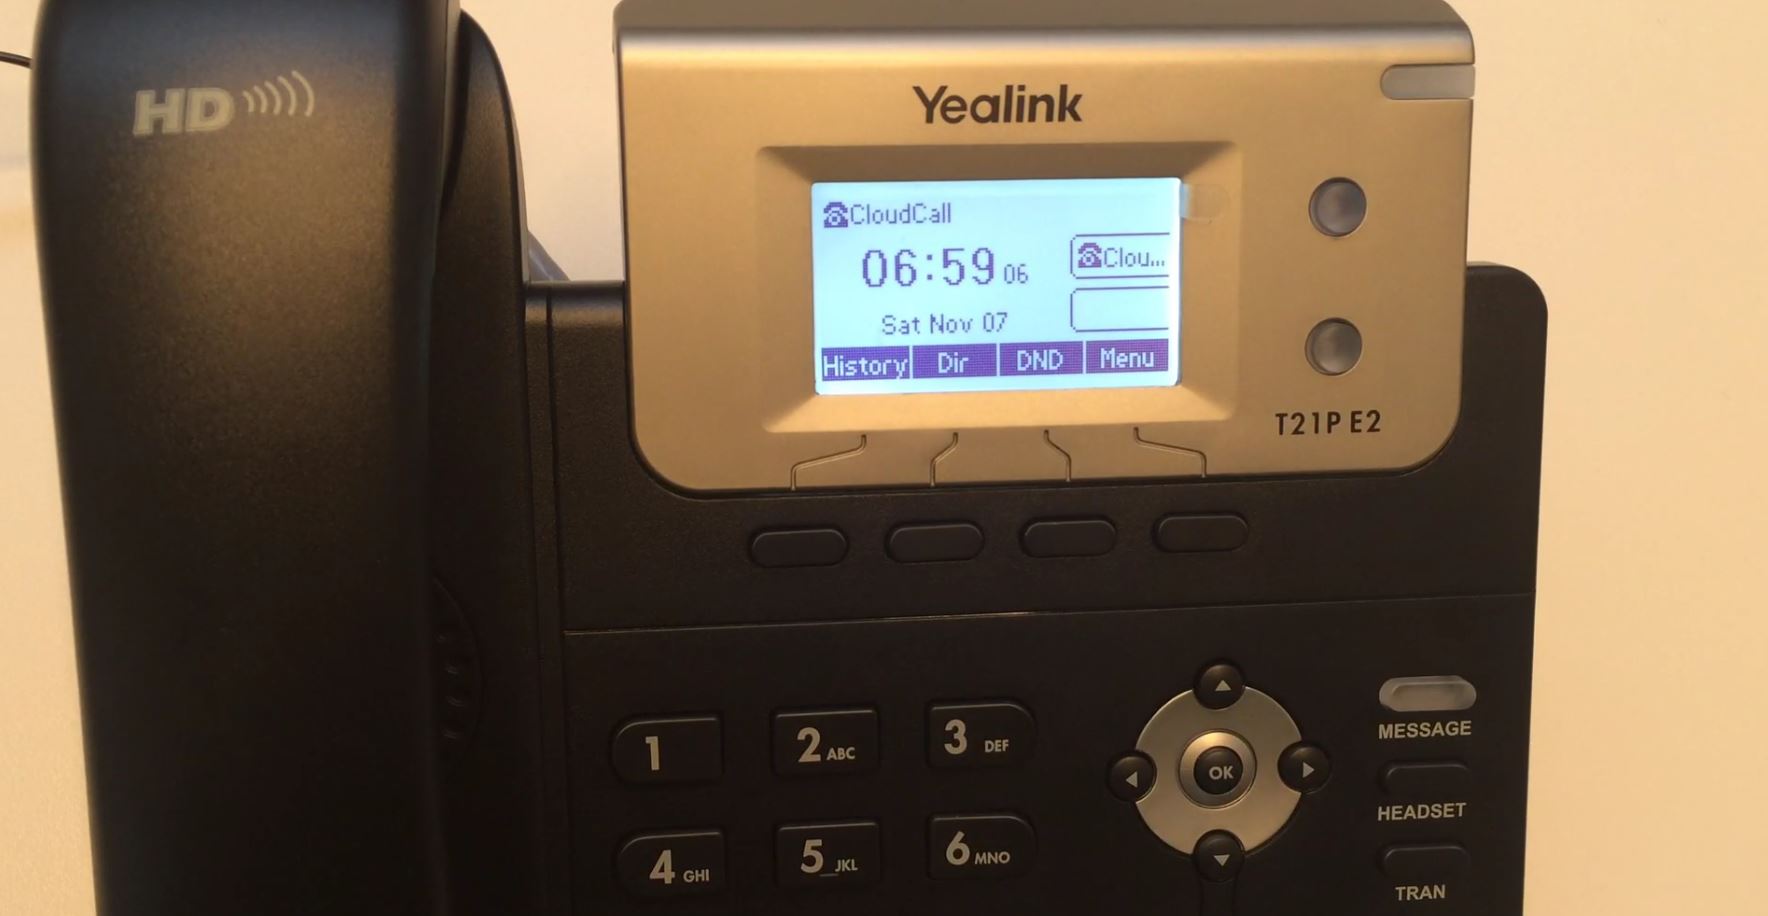 HD
Yealink
CloudCall
06:59 06
Clou...
Sat Nov 07
History Dir DND Menu
T21P E2
1 2 ABC 3 DEF
OK
MESSAGE
HEADSET
4 GHI 5 JKL 6 MNO
TRAN